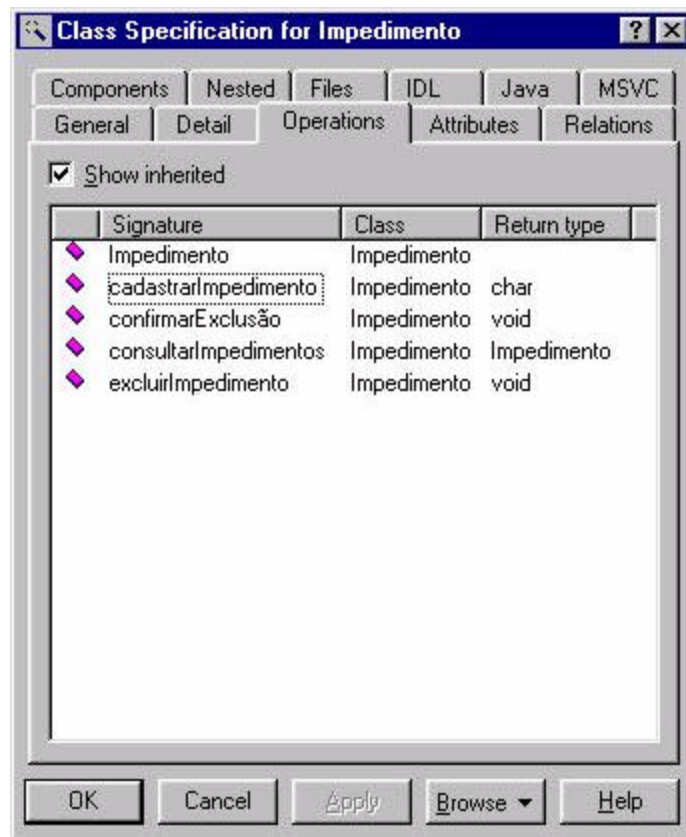 Class Specification for Impedimento
Components Nested Files IDL Java MSVC
General Detail Operations Attributes Relations
Show inherited
Signature Class Return type
Impedimento Impedimento
cadastrarImpedimento Impedimento char
confirmarExclusão Impedimento void
consultarImpedimentos Impedimento Impedimento
excluirImpedimento Impedimento void
OK Cancel Apply Browse Help